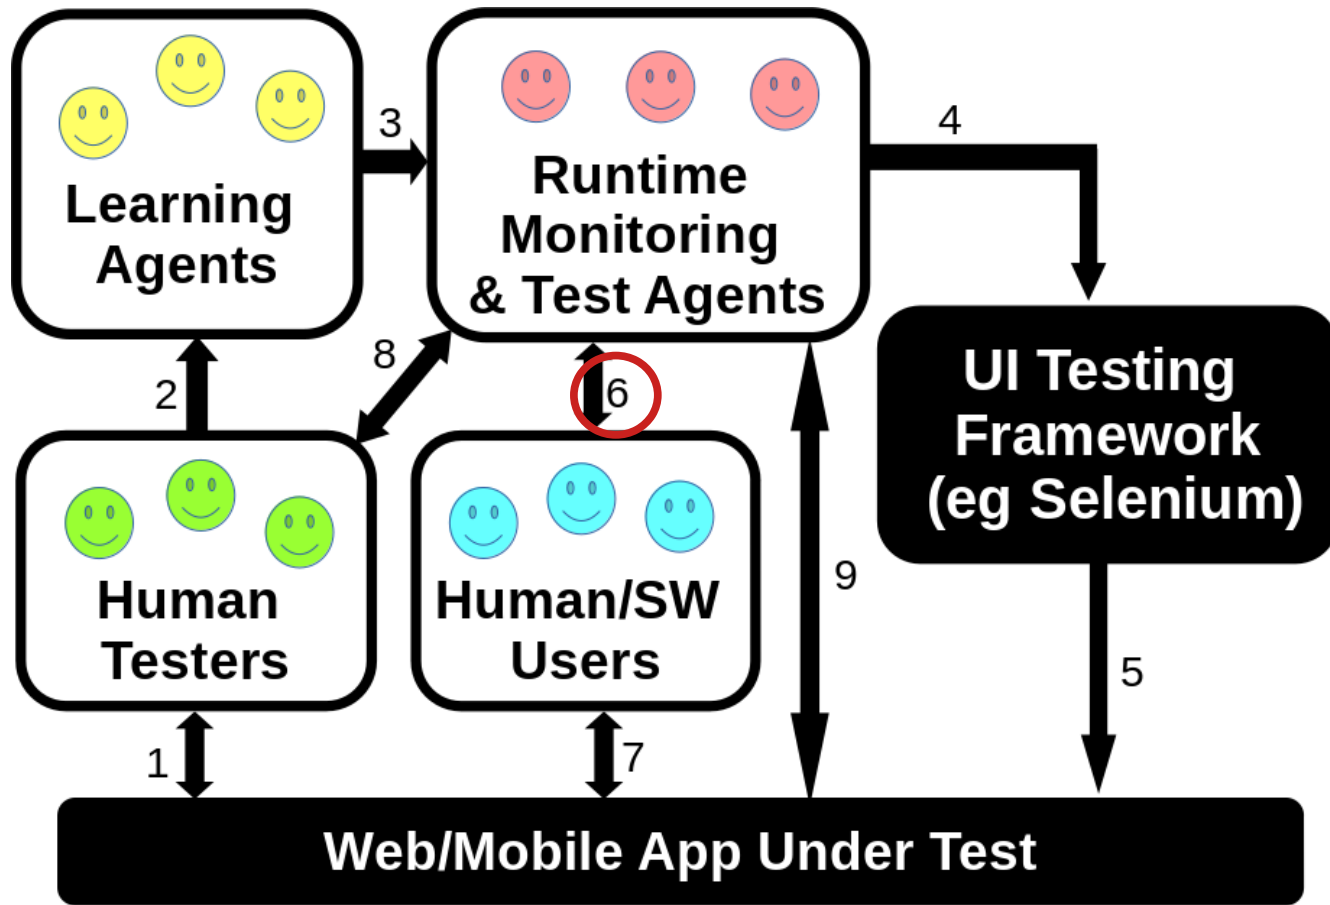 3
4
Learning
Agents
Runtime
Monitoring
& Test Agents
2
8
6
UI Testing
Framework
(eg Selenium)
Human
Testers
Human/SW
Users
9
5
1
7
Web/Mobile App Under Test